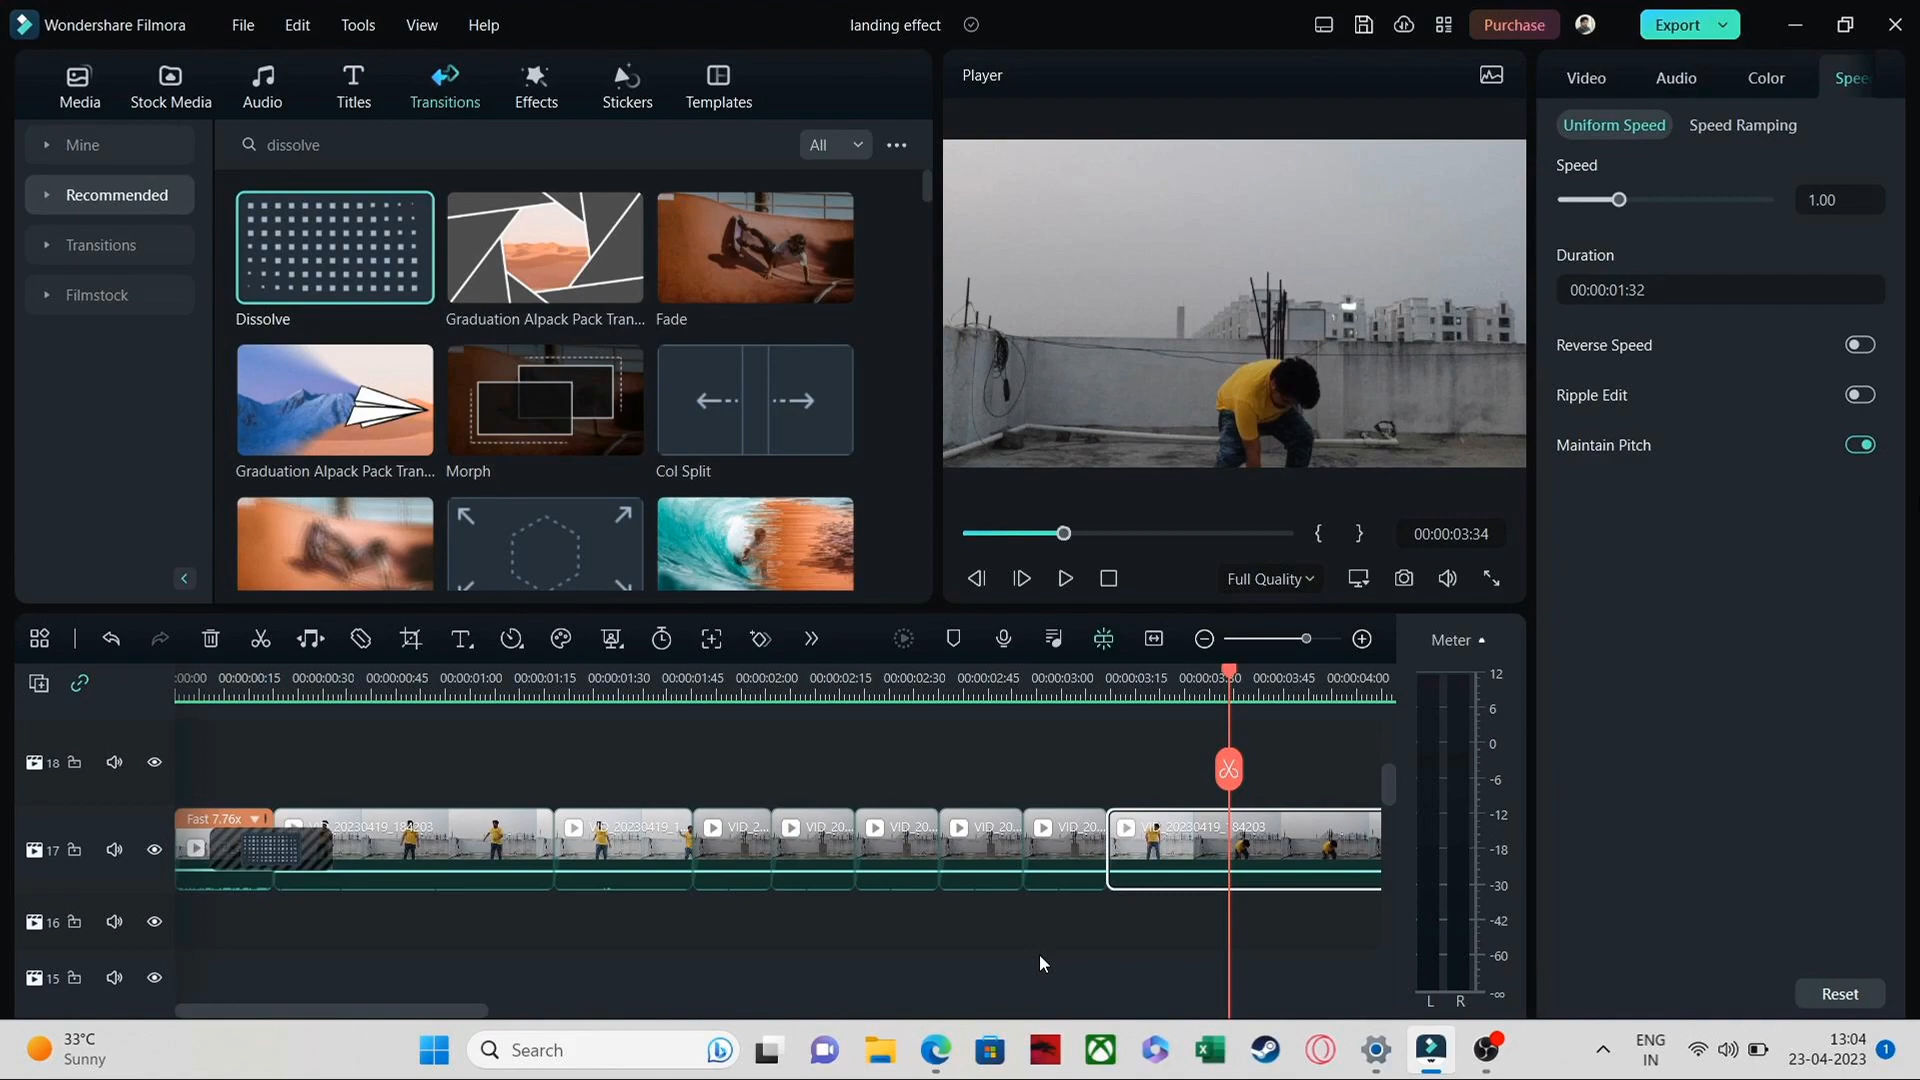 Wondershare Filmora File Edit Tools View Help landing effect Purchase Export
Media Stock Media Audio Titles Transitions Effects Stickers Templates
Player
Video Audio Color Spee
Mine
Recommended
Transitions
Filmstock
dissolve All
Dissolve Graduation Alpack Pack Tran... Fade
Graduation Alpack Pack Tran... Morph Col Split
Uniform Speed Speed Ramping
Speed
1.00
Duration
00:00:01:32
Reverse Speed
Ripple Edit
Maintain Pitch
Reset
{ } 00:00:03:34
Full Quality
Meter
:00:00 00:00:00:15 00:00:00:30 00:00:00:45 00:00:01:00 00:00:01:15 00:00:01:30 00:00:01:45 00:00:02:00 00:00:02:15 00:00:02:30 00:00:02:45 00:00:03:00 00:00:03:15 00:00:03:30 00:00:03:45 00:00:04:00
18
Fast 7.76x
VID_20230419_184203 VID_20230419_1... VID_2... VID_20... VID_20... VID_20... VID_20... VID_20230419_184203
17
16
15
12
6
0
-6
-12
-18
-24
-30
-36
-42
-60
-∞
L R
33°C
Sunny
Search
ENG
IN
13:04
23-04-2023
1